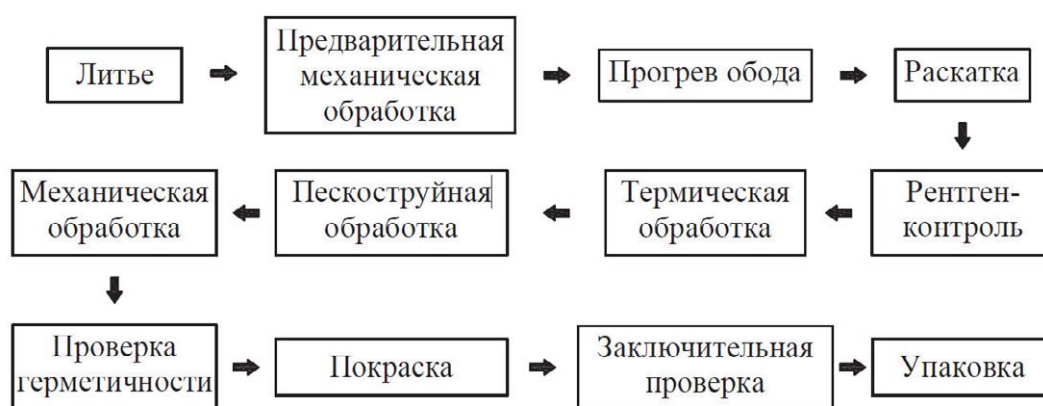 Литье
Предварительная
механическая
обработка
Прогрев обода
Раскатка
Рентген-
контроль
Термическая
обработка
Пескоструйная
обработка
Механическая
обработка
Проверка
герметичности
Покраска
Заключительная
проверка
Упаковка